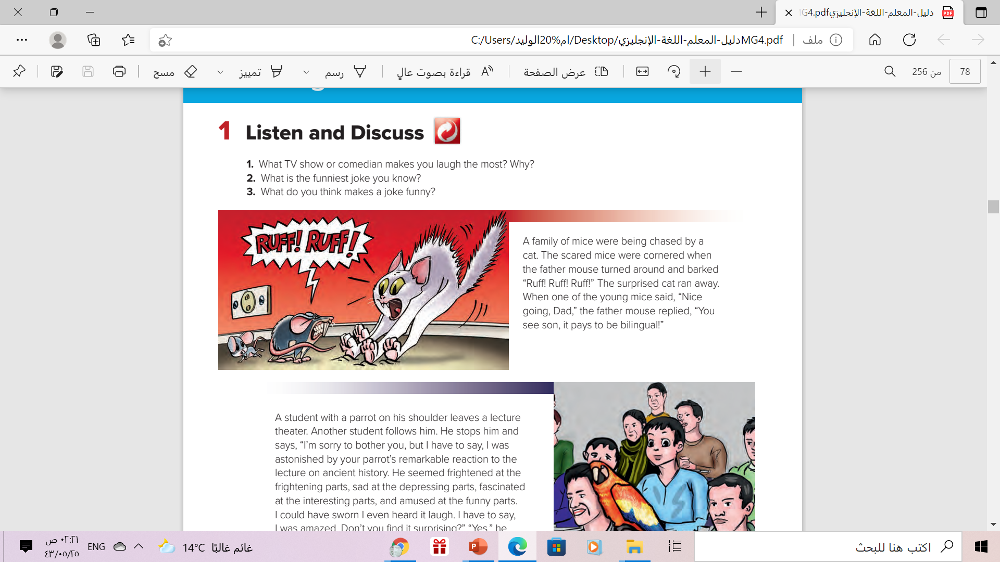 دليل-المعلم-اللغة-الإنجليزيMG4.pdf
ملف
C:/Users/ام%20الوليد/Desktop/دليل-المعلم-اللغة-الإنجليزيMG4.pdf
78
من 256
عرض الصفحة
قراءة بصوت عالٍ
رسم
تمييز
مسح
1 Listen and Discuss
1. What TV show or comedian makes you laugh the most? Why?
2. What is the funniest joke you know?
3. What do you think makes a joke funny?
RUFF! RUFF!
A family of mice were being chased by a
cat. The scared mice were cornered when
the father mouse turned around and barked
“Ruff! Ruff! Ruff!” The surprised cat ran away.
When one of the young mice said, “Nice
going, Dad,” the father mouse replied, “You
see son, it pays to be bilingual!”
A student with a parrot on his shoulder leaves a lecture
theater. Another student follows him. He stops him and
says, “I’m sorry to bother you, but I have to say, I was
astonished by your parrot’s remarkable reaction to the
lecture on ancient history. He seemed frightened at the
frightening parts, sad at the depressing parts, fascinated
at the interesting parts, and amused at the funny parts.
I could have sworn I even heard it laugh. I have to say,
I was amazed. Don’t you find it surprising?” “Yes,” he
اكتب هنا للبحث
غائم غالبًا 14°C
ENG
٠٢:٢١ ص
٤٣/٠٥/٢٥